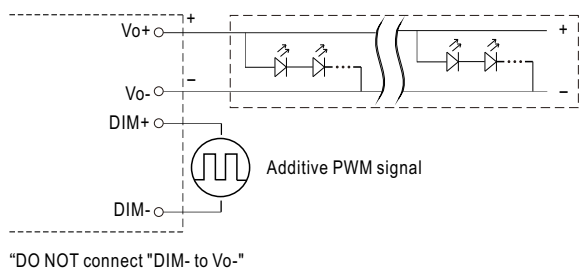 Vo+
+
Vo-
−
+
−
DIM+
DIM-
Additive PWM signal
“DO NOT connect "DIM- to Vo-"